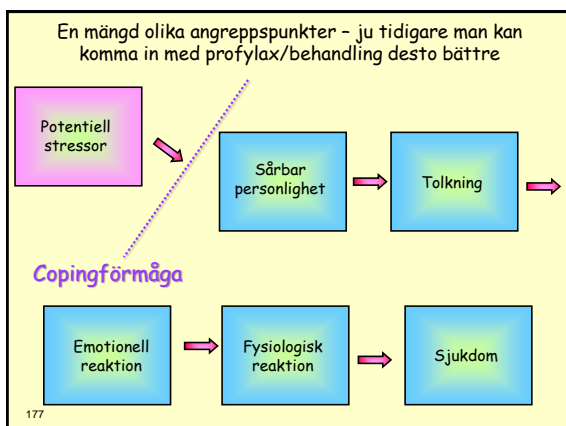 En mängd olika angreppspunkter – ju tidigare man kan
komma in med profylax/behandling desto bättre
Potentiell
stressor
Sårbar
personlighet
Tolkning
Copingförmåga
Emotionell
reaktion
Fysiologisk
reaktion
Sjukdom
177